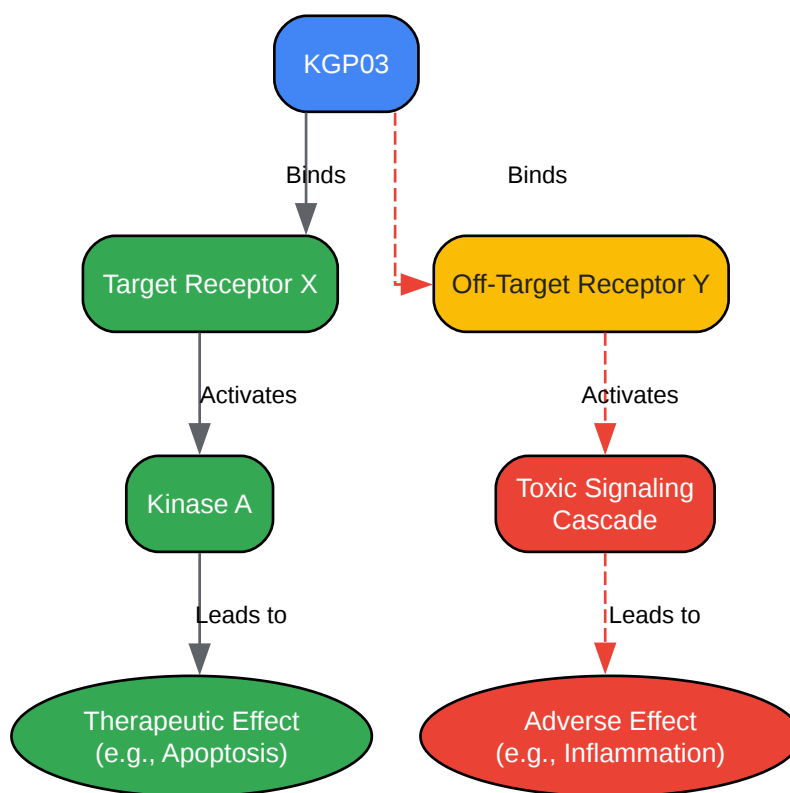 KGP03
Binds
Binds
Target Receptor X
Off-Target Receptor Y
Activates
Activates
Kinase A
Toxic Signaling
Cascade
Leads to
Leads to
Therapeutic Effect
(e.g., Apoptosis)
Adverse Effect
(e.g., Inflammation)